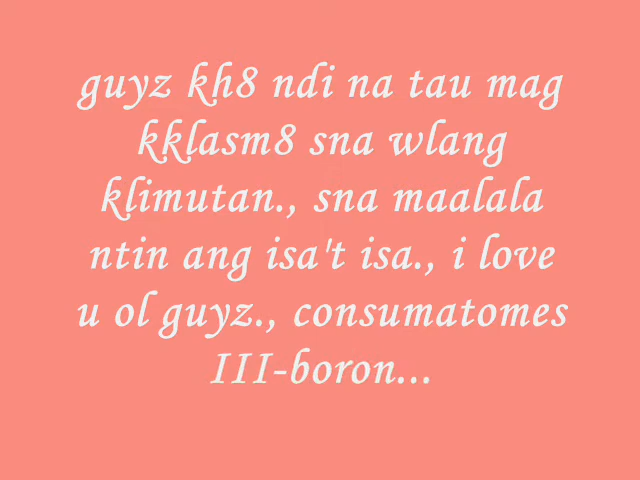 guyz kh8 ndi na tau mag
kklasm8 sna wlang
klimutan., sna maalala
ntin ang isa't isa., i love
u ol guyz., consumatomes
III-boron...